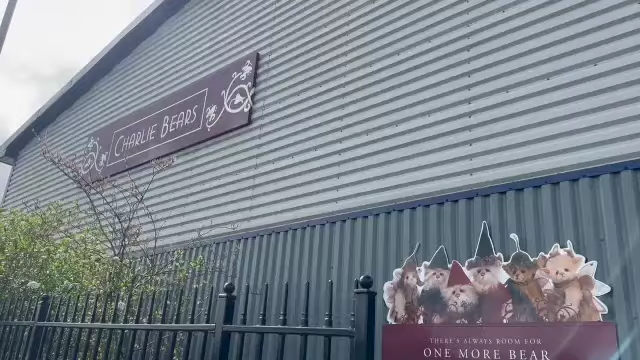 CHARLIE BEARS
THERE'S ALWAYS ROOM FOR
ONE MORE BEAR